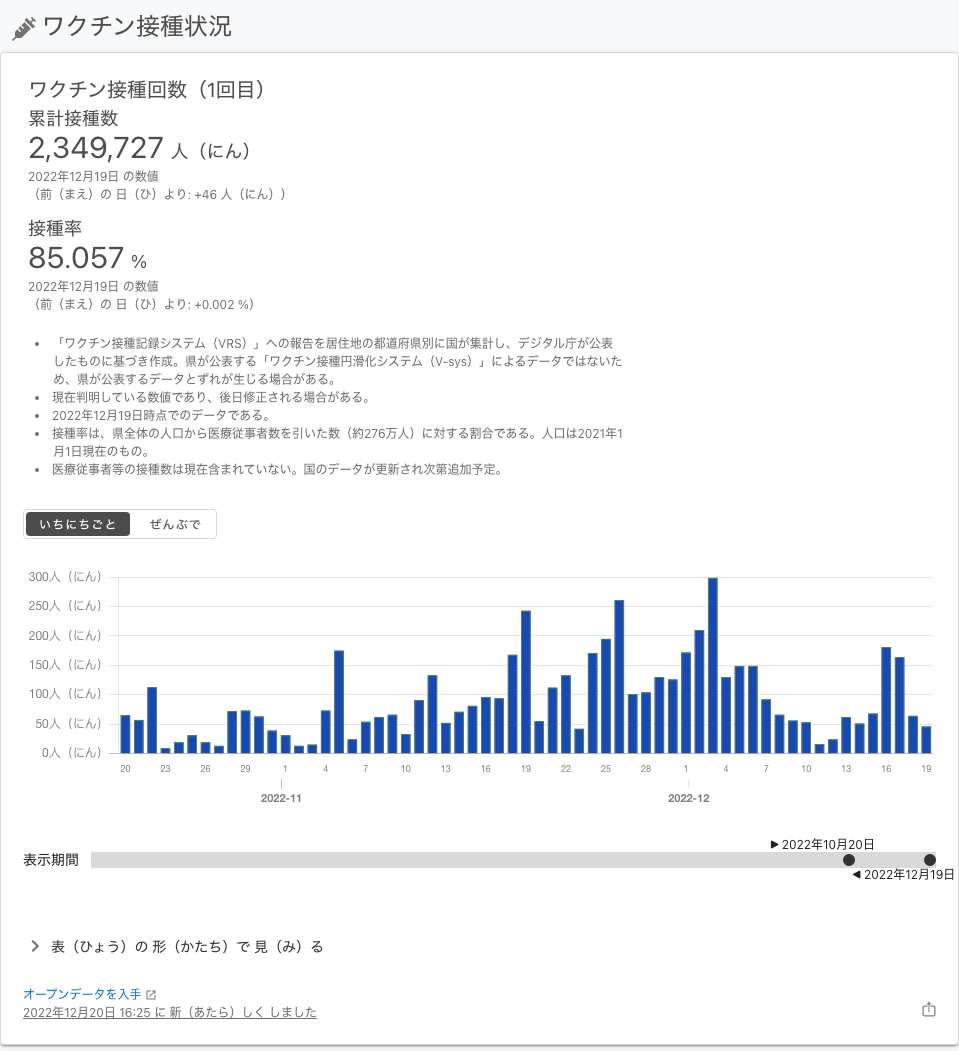 ワクチン接種状況
ワクチン接種回数（1回目）
累計接種数
2,349,727 人（にん）
2022年12月19日 の数値
（前（まえ）の 日（ひ）より: +46 人（にん））
接種率
85.057 %
2022年12月19日 の数値
（前（まえ）の 日（ひ）より: +0.002 %）
• 「ワクチン接種記録システム（VRS）」への報告を居住地の都道府県別に国が集計し、デジタル庁が公表
したものに基づき作成。県が公表する「ワクチン接種円滑化システム（V-sys）」によるデータではないた
め、県が公表するデータとずれが生じる場合がある。
• 現在判明している数値であり、後日修正される場合がある。
• 2022年12月19日時点でのデータである。
• 接種率は、県全体の人口から医療従事者数を引いた数（約276万人）に対する割合である。人口は2021年1
月1日現在のもの。
• 医療従事者等の接種数は現在含まれていない。国のデータが更新され次第追加予定。
いちにちごと ぜんぶで
300人（にん）
250人（にん）
200人（にん）
150人（にん）
100人（にん）
50人（にん）
0人（にん）
20 23 26 29 1 4 7 10 13 16 19 22 25 28 1 4 7 10 13 16 19
2022-11 2022-12
▶ 2022年10月20日
表示期間
◀ 2022年12月19日
表（ひょう）の 形（かたち）で 見（み）る
オープンデータを入手
2022年12月20日 16:25 に 新（あたら）しく しました